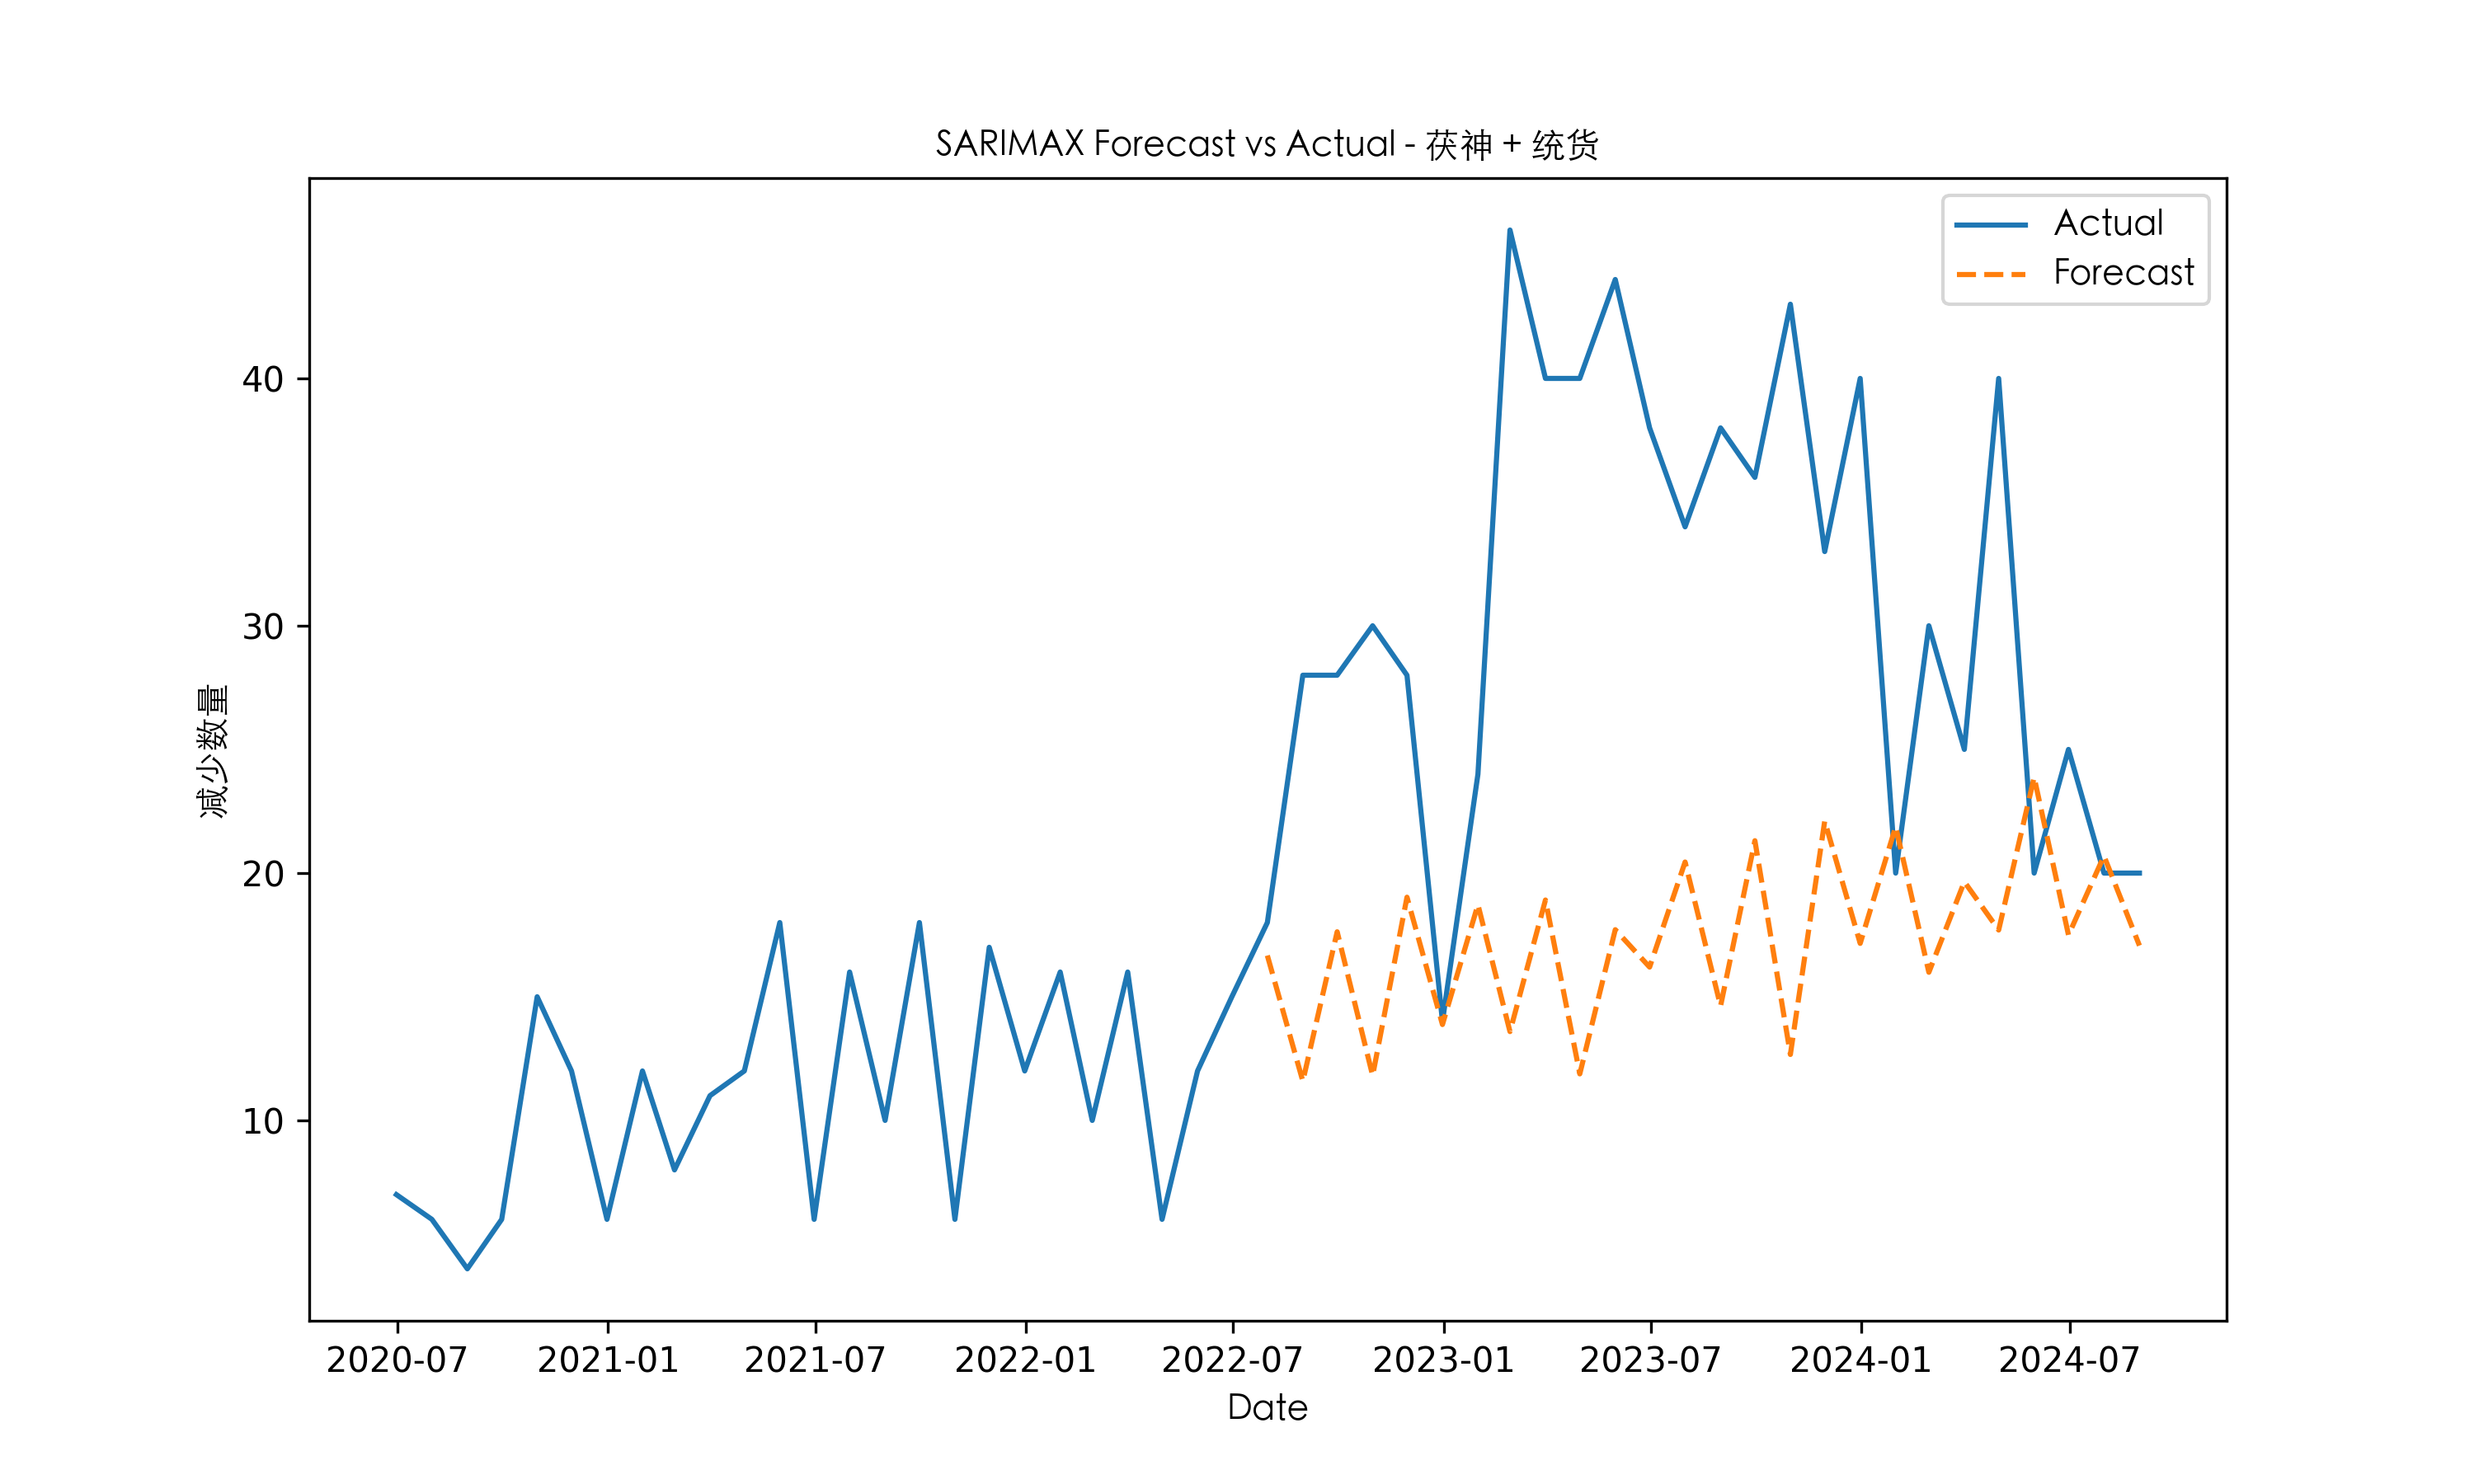 SARIMAX Forecast vs Actual - 茯神 + 统货
Actual
Forecast
减少数量
40
30
20
10
2020-07 2021-01 2021-07 2022-01 2022-07 2023-01 2023-07 2024-01 2024-07
Date